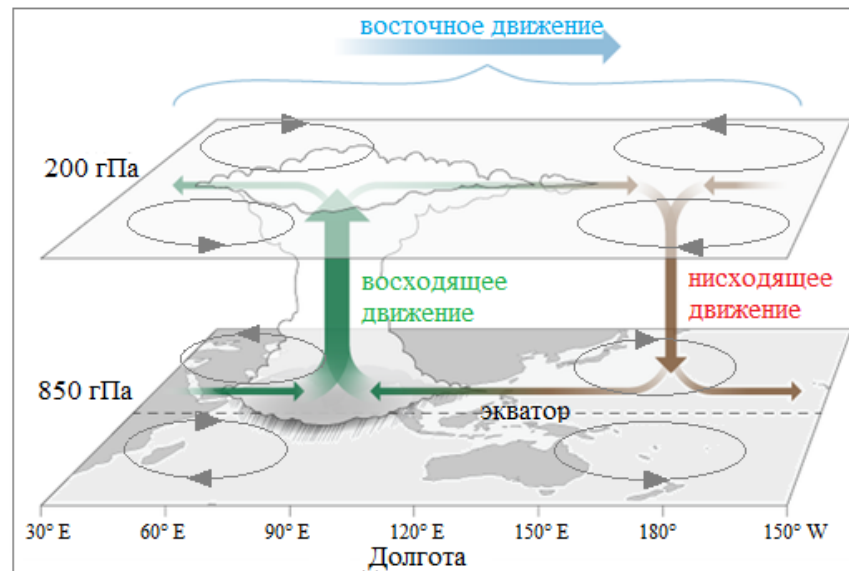 восточное движение
200 гПа
восходящее
движение
нисходящее
движение
850 гПа
экватор
30° E 60° E 90° E 120° E 150° E 180° 150° W
Долгота